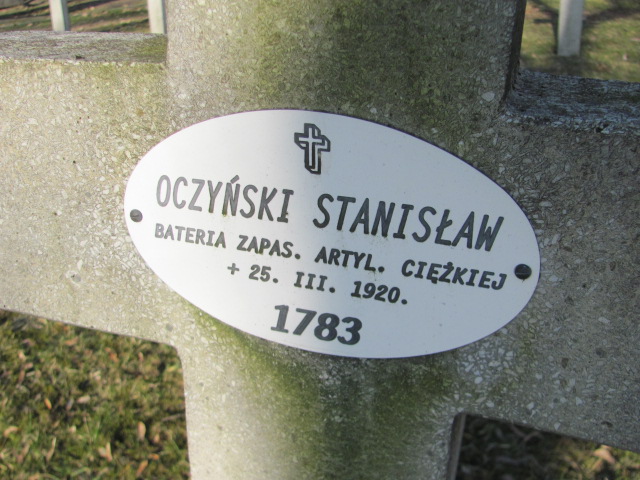 OCZYŃSKI STANISŁAW
BATERIA ZAPAS. ARTYL. CIĘŻKIEJ
+ 25. III. 1920.
1783